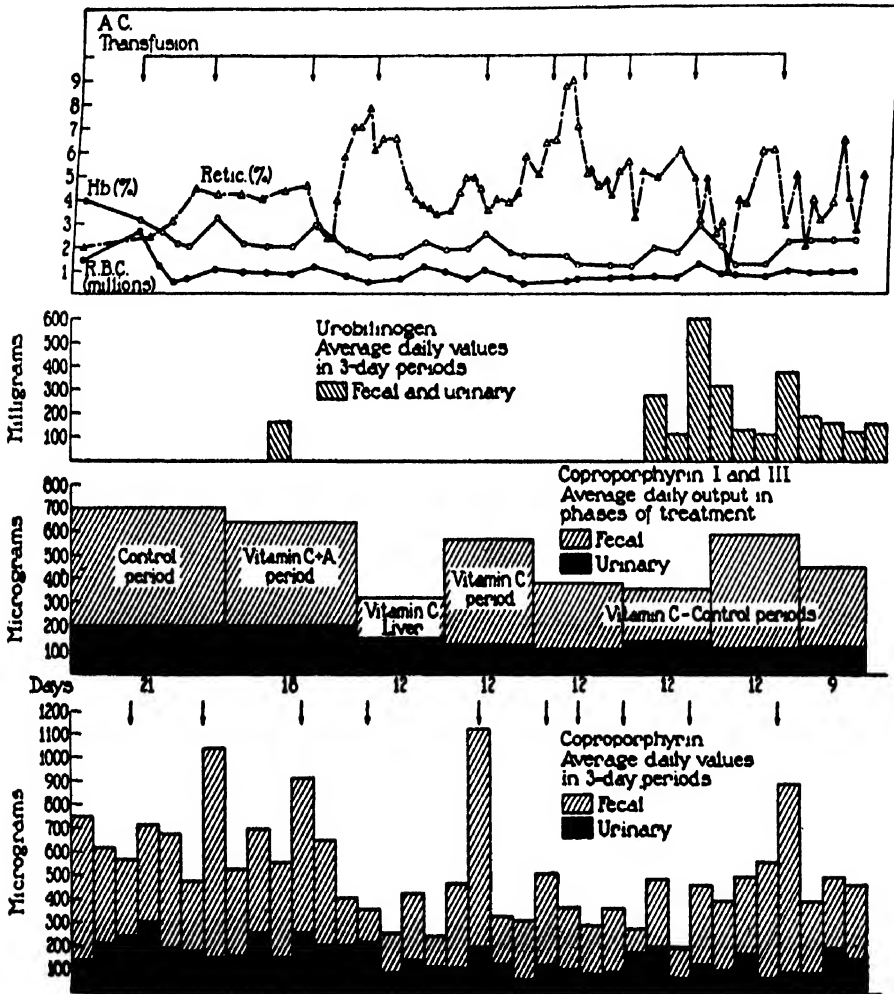 A C.
Transfusion
9
8
7
6
5
4
3
2
1
Hb (%)
Retic. (%)
R.B.C.
(millions)
Milligrams
600
500
400
300
200
100
Urobilinogen
Average daily values
in 3-day periods
Fecal and urinary
Micrograms
800
700
600
500
400
300
200
100
Coproporphyrin I and III
Average daily output in
phases of treatment
Fecal
Urinary
Control
period
Vitamin C+A
period
Vitamin C
Liver
Vitamin C
period
Vitamin C - Control periods
Days 21 18 12 12 12 12 12 9
Micrograms
1200
1100
1000
900
800
700
600
500
400
300
200
100
Coproporphyrin
Average daily values
in 3-day periods
Fecal
Urinary